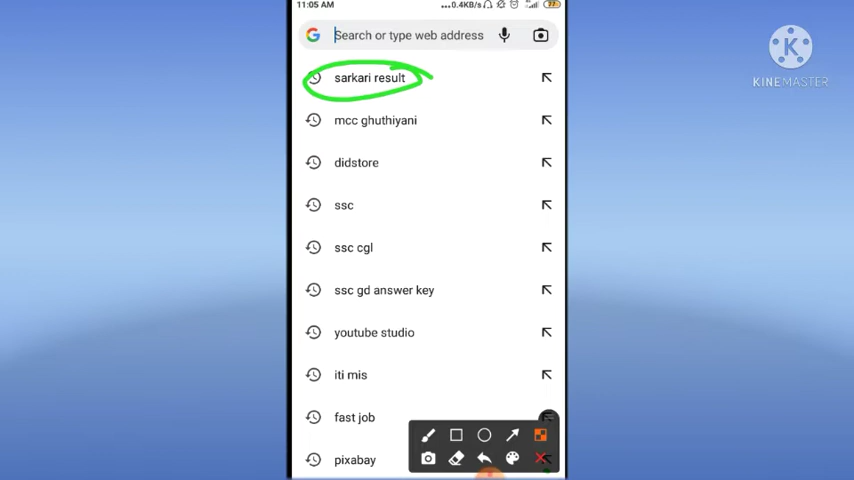 11:05 AM ...0.4KB/s 27
Search or type web address
sarkari result
mcc ghuthiyani
didstore
ssc
ssc cgl
ssc gd answer key
youtube studio
iti mis
fast job
pixabay
K
KINEMASTER